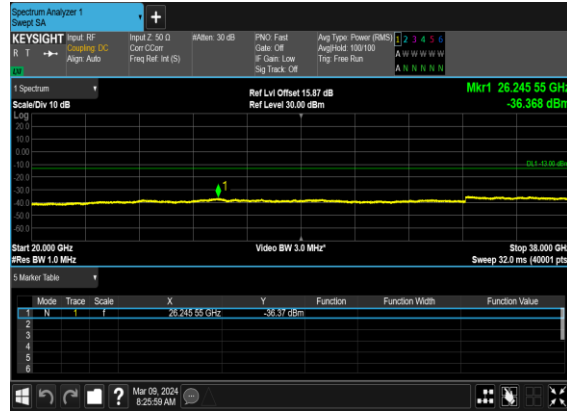 Spectrum Analyzer 1
Swept SA
+
KEYSIGHT Input: RF Input Z: 50 Ω #Atten: 30 dB PNO: Fast Avg Type: Power (RMS) 1 2 3 4 5 6
R T Coupling: DC Corr CCorr Gate: Off Avg|Hold: 100/100 A W W W W W
Align: Auto Freq Ref: Int (S) IF Gain: Low Trig: Free Run
Sig Track: Off A N N N N N
1 Spectrum Ref Lvl Offset 15.87 dB Mkr1 26.245 55 GHz
Scale/Div 10 dB Ref Level 30.00 dBm -36.368 dBm
Log
20.0
10.0
0.00
-10.0 DL1 -13.00 dBm
-20.0
-30.0 1
-40.0
-50.0
-60.0
Start 20.000 GHz Video BW 3.0 MHz* Stop 38.000 GHz
#Res BW 1.0 MHz Sweep 32.0 ms (40001 pts)
5 Marker Table
Mode Trace Scale X Y Function Function Width Function Value
1 N 1 f 26.245 55 GHz -36.37 dBm
2
3
4
5
6
? Mar 09, 2024
8:25:59 AM